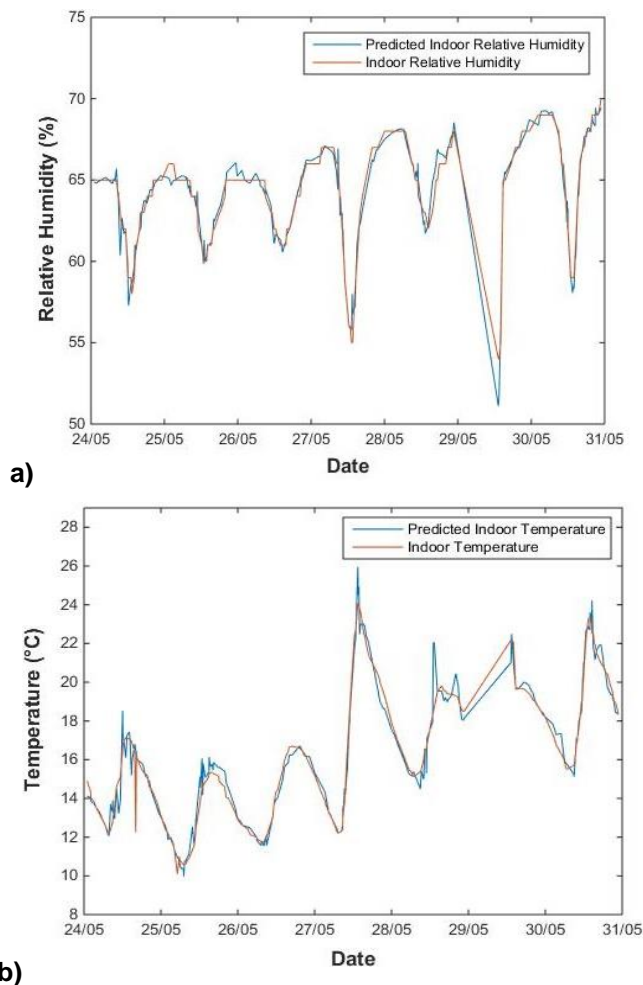 75
70
65
60
55
50
Relative Humidity (%)
Predicted Indoor Relative Humidity
Indoor Relative Humidity
24/05 25/05 26/05 27/05 28/05 29/05 30/05 31/05
Date
a)
28
26
24
22
20
18
16
14
12
10
8
Temperature (°C)
Predicted Indoor Temperature
Indoor Temperature
24/05 25/05 26/05 27/05 28/05 29/05 30/05 31/05
Date
b)